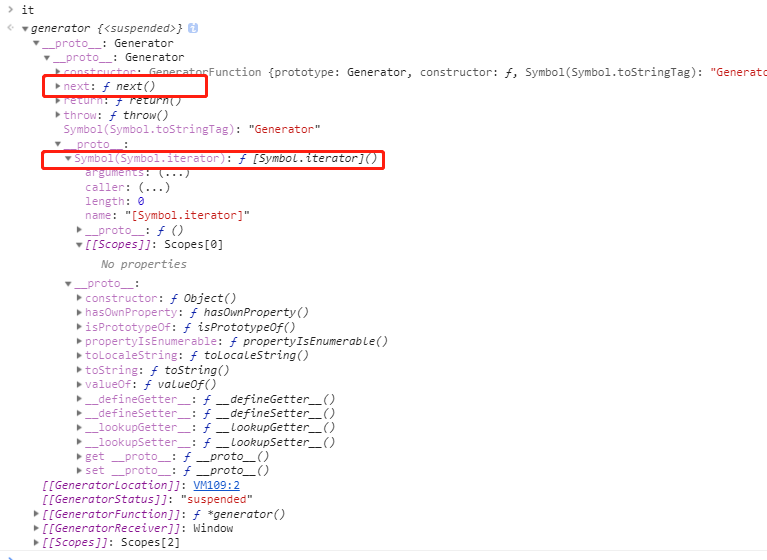 it
generator {<suspended>} i
__proto__: Generator
__proto__: Generator
constructor: GeneratorFunction {prototype: Generator, constructor: ƒ, Symbol(Symbol.toStringTag): "Generato
next: ƒ next()
return: ƒ return()
throw: ƒ throw()
Symbol(Symbol.toStringTag): "Generator"
__proto__:
Symbol(Symbol.iterator): ƒ [Symbol.iterator]()
arguments: (...)
caller: (...)
length: 0
name: "[Symbol.iterator]"
__proto__: ƒ ()
[[Scopes]]: Scopes[0]
No properties
__proto__:
constructor: ƒ Object()
hasOwnProperty: ƒ hasOwnProperty()
isPrototypeOf: ƒ isPrototypeOf()
propertyIsEnumerable: ƒ propertyIsEnumerable()
toLocaleString: ƒ toLocaleString()
toString: ƒ toString()
valueOf: ƒ valueOf()
__defineGetter__: ƒ __defineGetter__()
__defineSetter__: ƒ __defineSetter__()
__lookupGetter__: ƒ __lookupGetter__()
__lookupSetter__: ƒ __lookupSetter__()
get __proto__: ƒ __proto__()
set __proto__: ƒ __proto__()
[[GeneratorLocation]]: VM109:2
[[GeneratorStatus]]: "suspended"
[[GeneratorFunction]]: ƒ *generator()
[[GeneratorReceiver]]: Window
[[Scopes]]: Scopes[2]